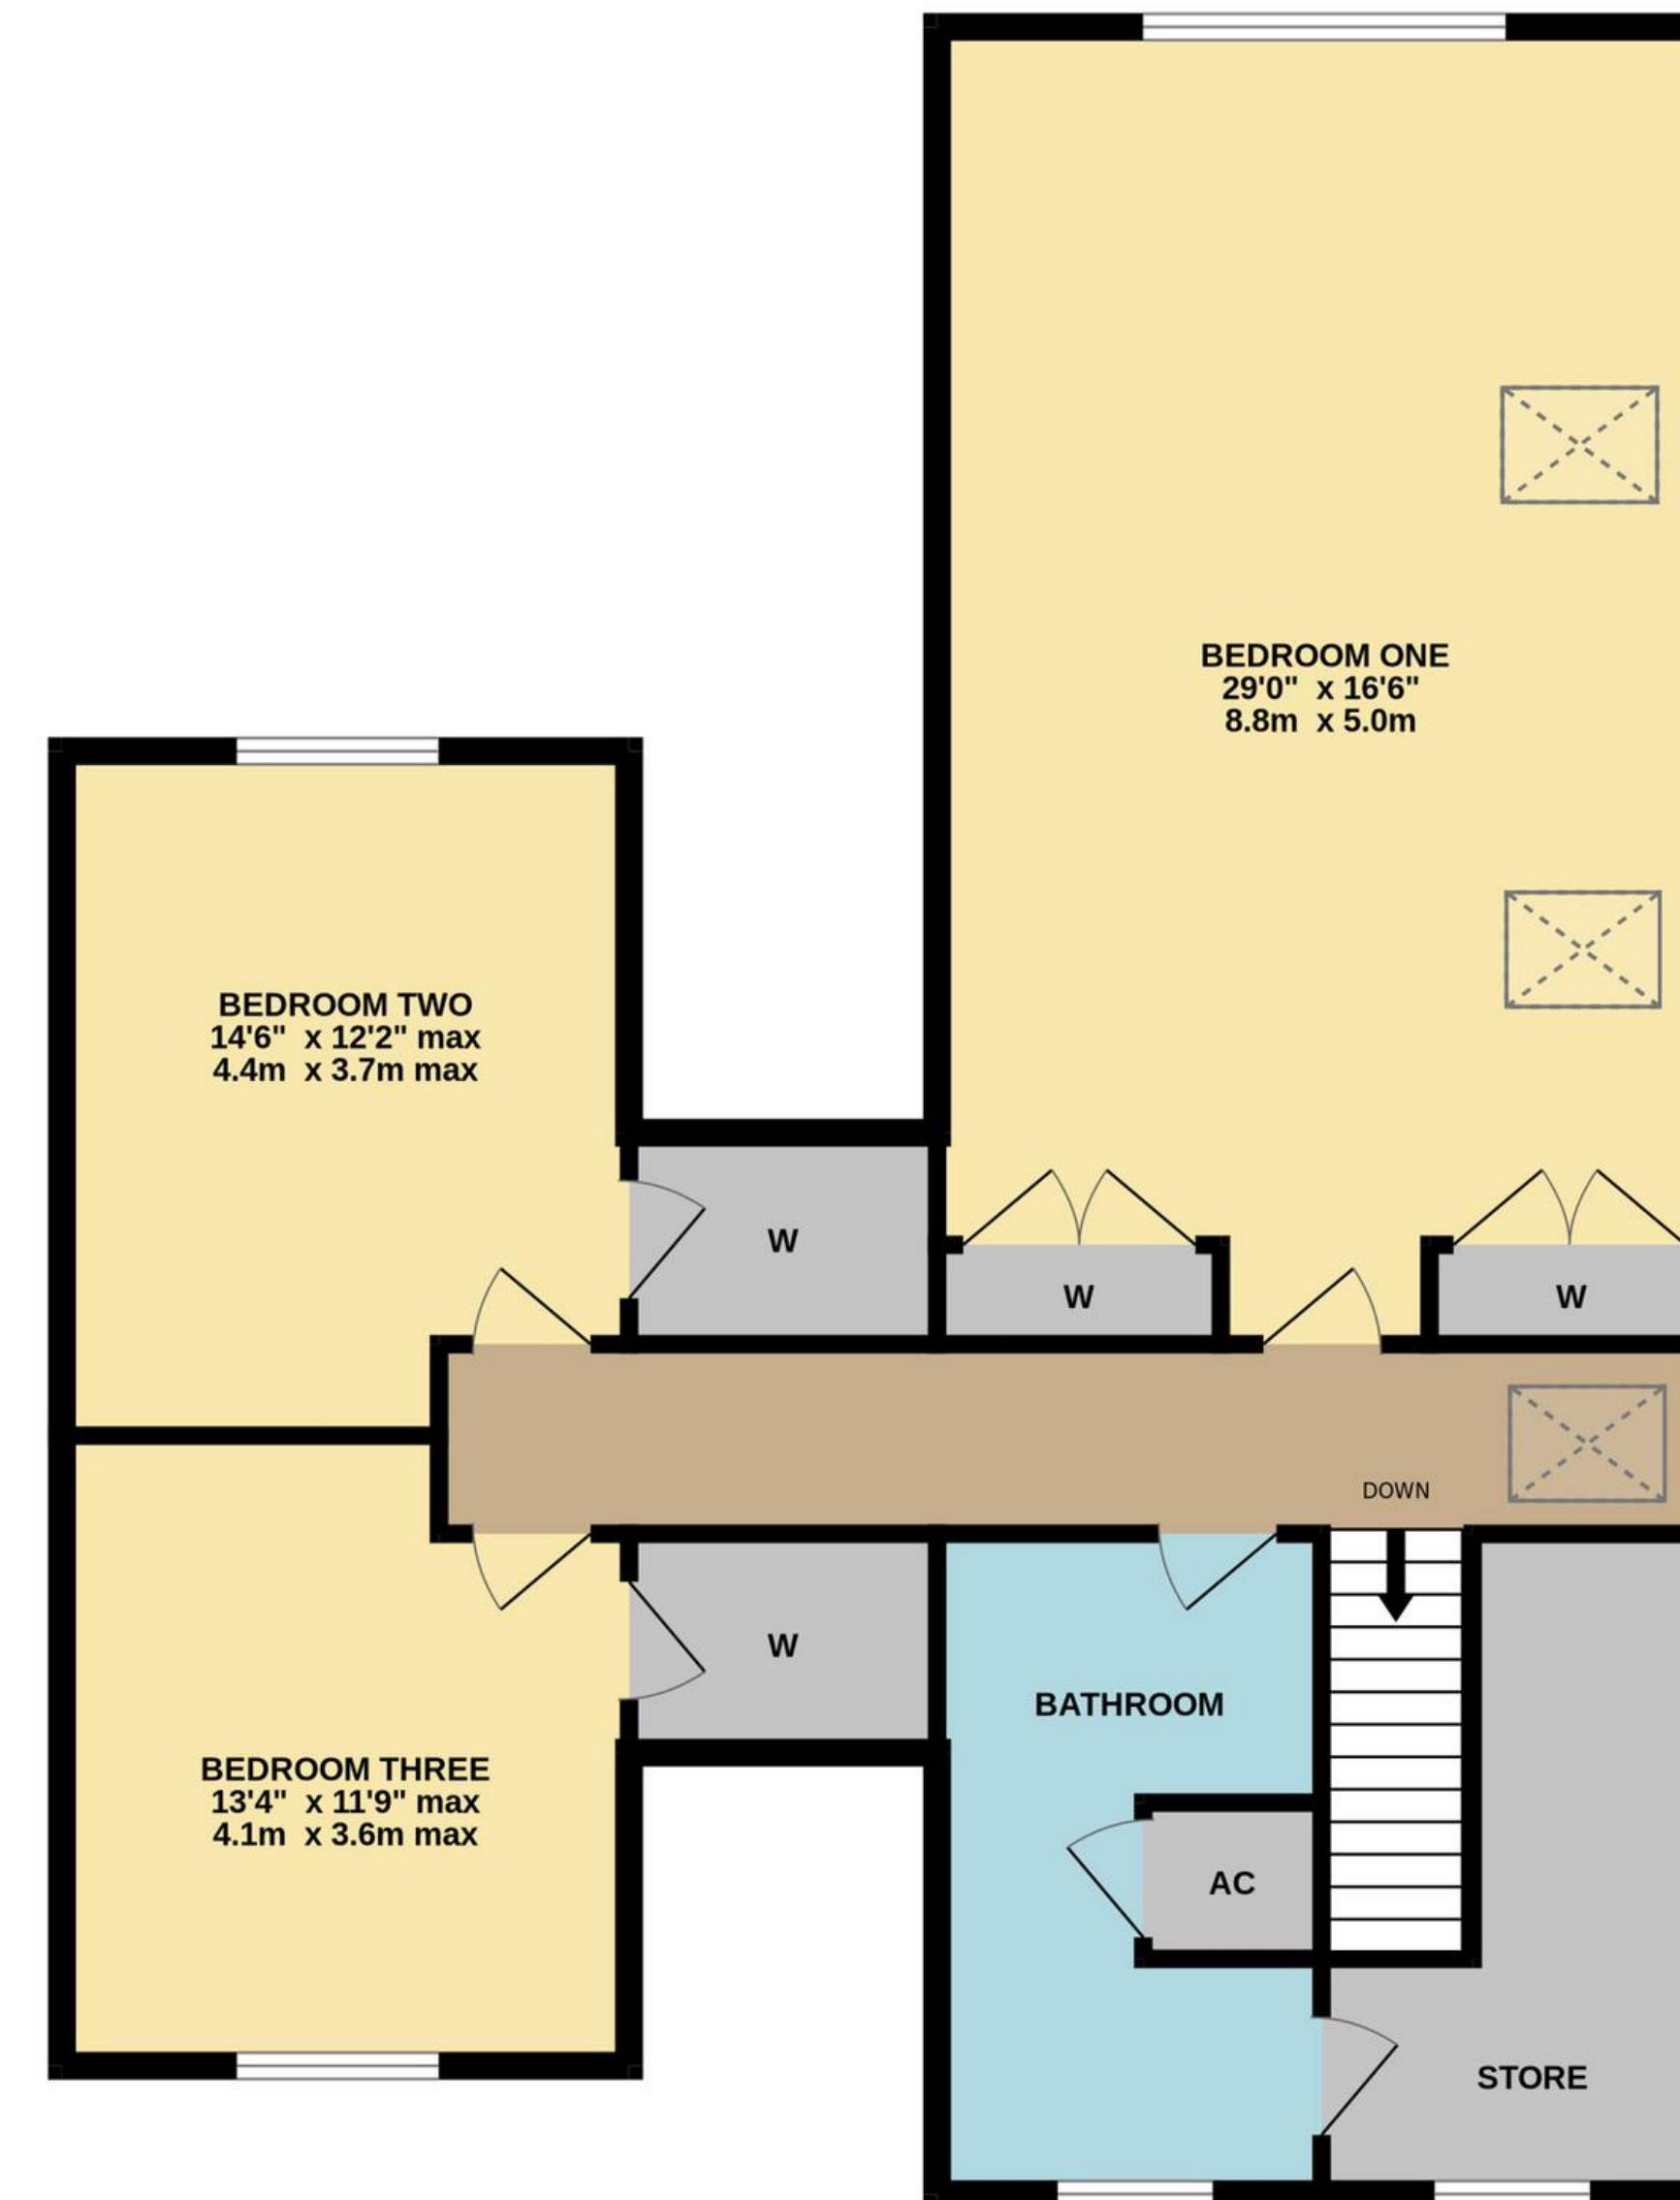 BEDROOM ONE
29'0" x 16'6"
8.8m x 5.0m
BEDROOM TWO
14'6" x 12'2" max
4.4m x 3.7m max
W
W
W
DOWN
W
BATHROOM
BEDROOM THREE
13'4" x 11'9" max
4.1m x 3.6m max
AC
STORE